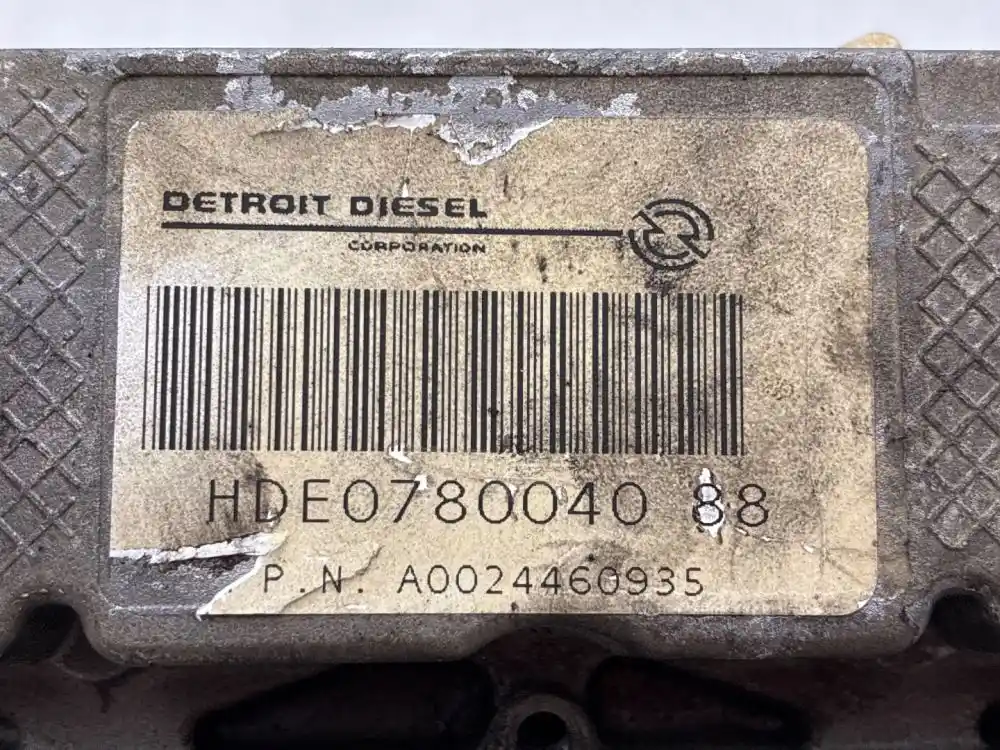 DETROIT DIESEL
CORPORATION
HDE0780040 88
P.N. A0024460935